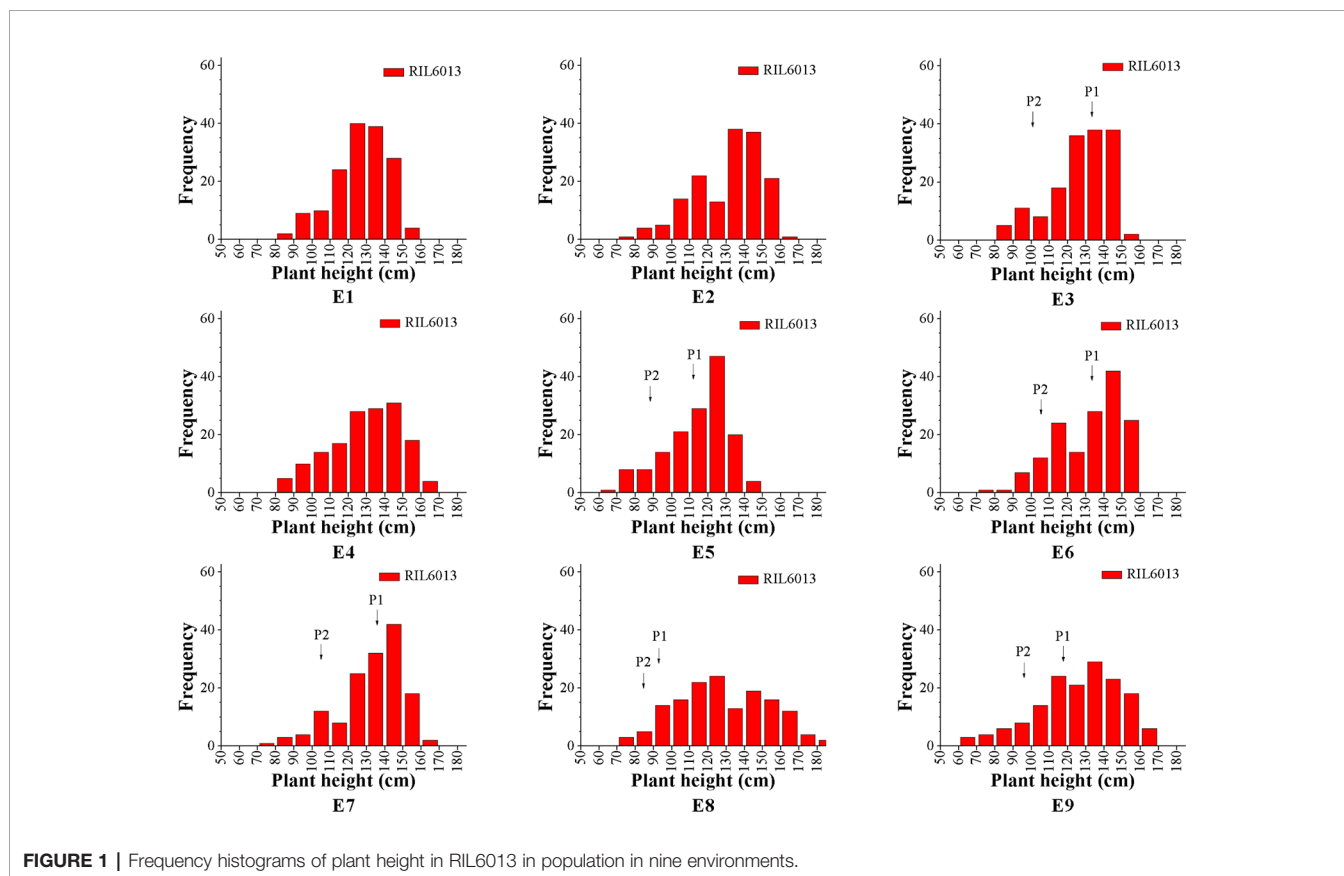 RIL6013
60
40
20
0
Frequency
50 60 70 80 90 100 110 120 130 140 150 160 170 180
Plant height (cm)
E1
RIL6013
60
40
20
0
Frequency
50 60 70 80 90 100 110 120 130 140 150 160 170 180
Plant height (cm)
E2
RIL6013
P1
P2
60
40
20
0
Frequency
50 60 70 80 90 100 110 120 130 140 150 160 170 180
Plant height (cm)
E3
RIL6013
60
40
20
0
Frequency
50 60 70 80 90 100 110 120 130 140 150 160 170 180
Plant height (cm)
E4
RIL6013
P1
P2
60
40
20
0
Frequency
50 60 70 80 90 100 110 120 130 140 150 160 170 180
Plant height (cm)
E5
RIL6013
P1
P2
60
40
20
0
Frequency
50 60 70 80 90 100 110 120 130 140 150 160 170 180
Plant height (cm)
E6
RIL6013
P1
P2
60
40
20
0
Frequency
50 60 70 80 90 100 110 120 130 140 150 160 170 180
Plant height (cm)
E7
RIL6013
P1
P2
60
40
20
0
Frequency
50 60 70 80 90 100 110 120 130 140 150 160 170 180
Plant height (cm)
E8
RIL6013
P1
P2
60
40
20
0
Frequency
50 60 70 80 90 100 110 120 130 140 150 160 170 180
Plant height (cm)
E9
FIGURE 1 | Frequency histograms of plant height in RIL6013 in population in nine environments.